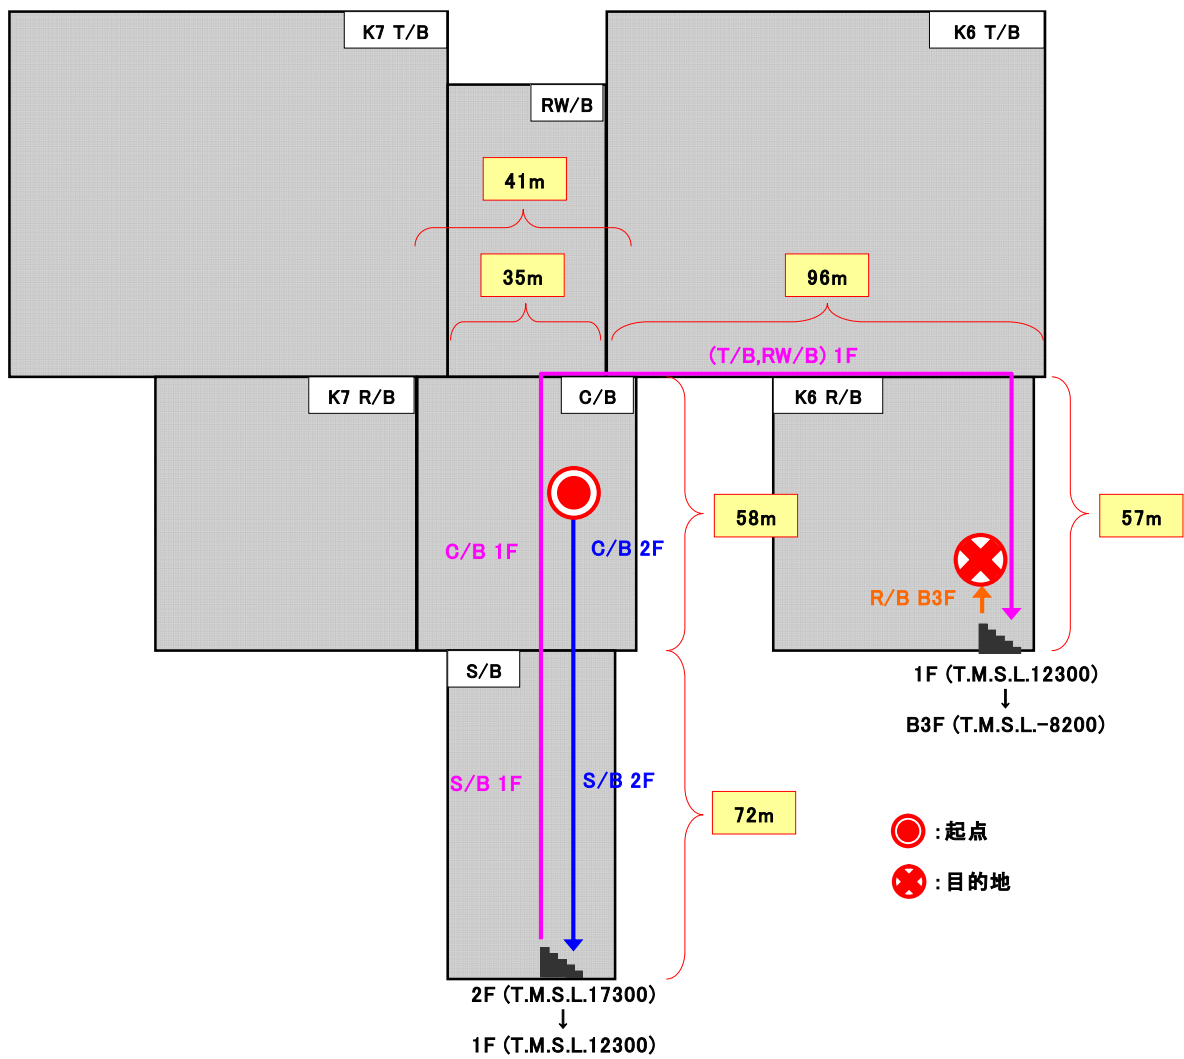 K7 T/B
K6 T/B
RW/B
41m
35m
96m
(T/B,RW/B) 1F
K7 R/B
C/B
K6 R/B
58m
57m
C/B 1F
C/B 2F
R/B B3F
S/B
1F (T.M.S.L.12300)
↓
B3F (T.M.S.L.-8200)
S/B 1F
S/B 2F
72m
:起点
:目的地
2F (T.M.S.L.17300)
↓
1F (T.M.S.L.12300)